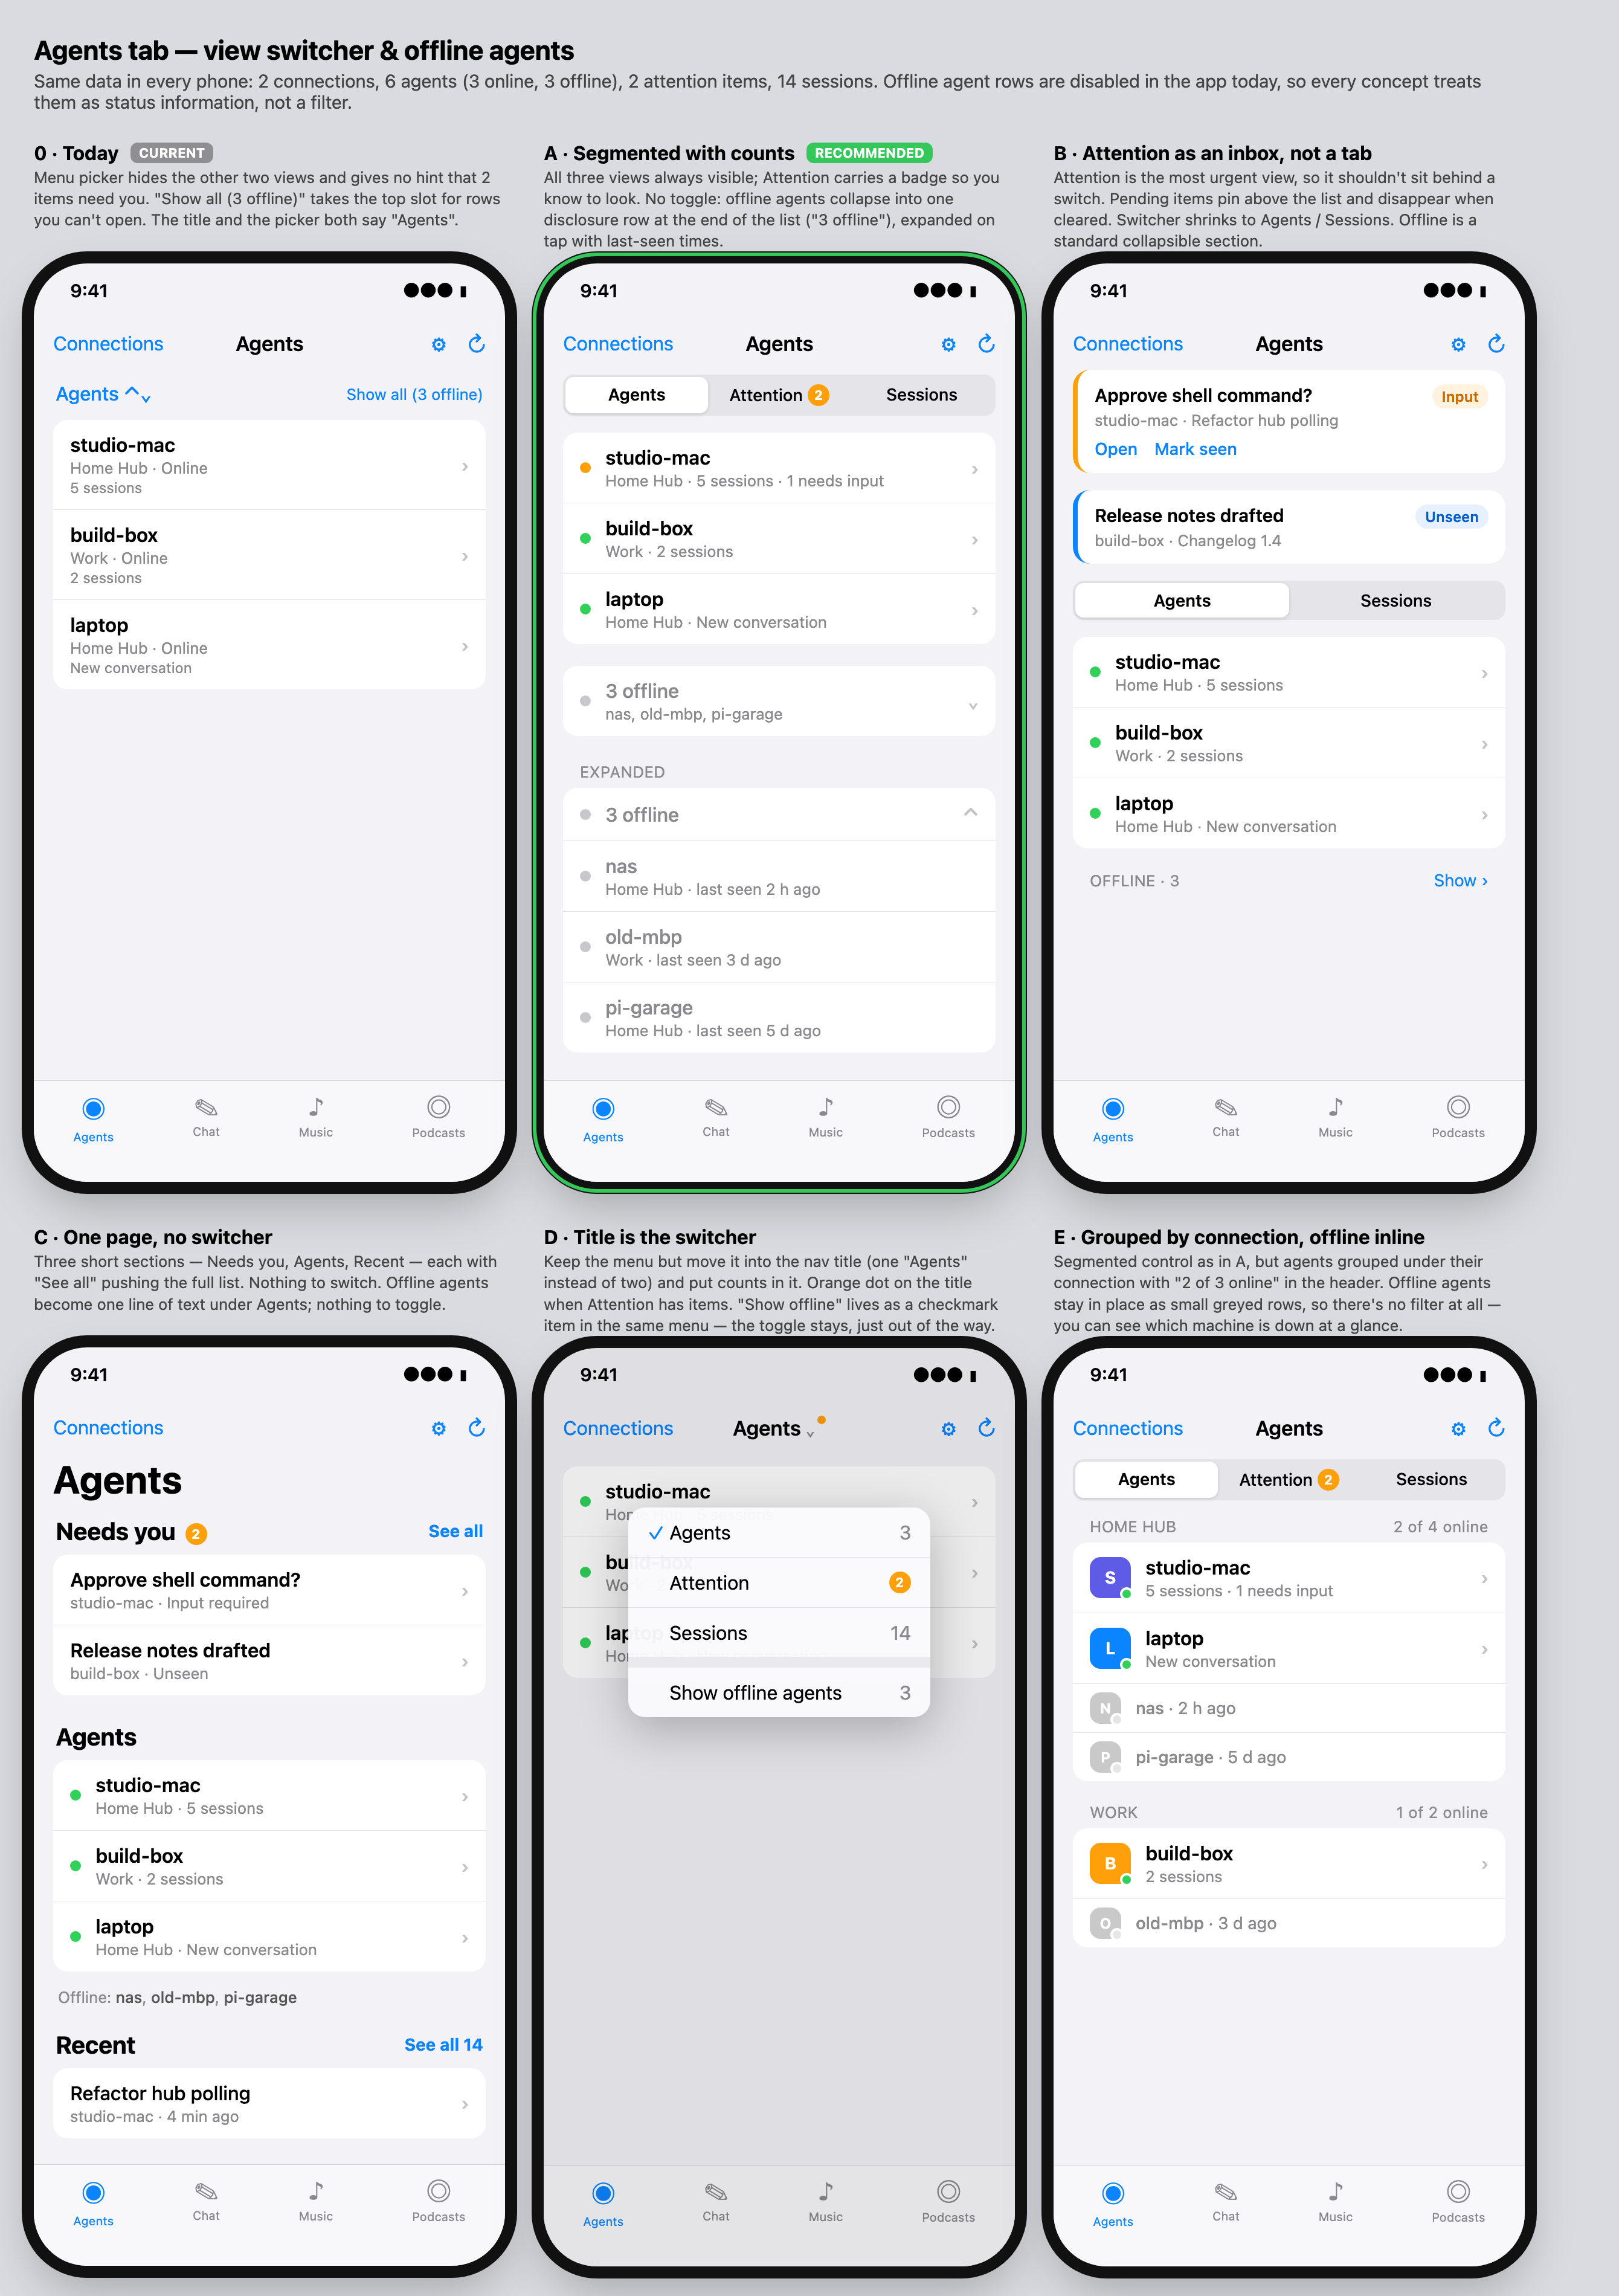 Agents tab — view switcher & offline agents
Same data in every phone: 2 connections, 6 agents (3 online, 3 offline), 2 attention items, 14 sessions. Offline agent rows are disabled in the app today, so every concept treats
them as status information, not a filter.
0 · Today CURRENT
Menu picker hides the other two views and gives no hint that 2
items need you. "Show all (3 offline)" takes the top slot for rows
you can't open. The title and the picker both say "Agents".
9:41
Connections Agents
Agents Show all (3 offline)
studio-mac
Home Hub · Online
5 sessions
build-box
Work · Online
2 sessions
laptop
Home Hub · Online
New conversation
Agents Chat Music Podcasts
A · Segmented with counts RECOMMENDED
All three views always visible; Attention carries a badge so you
know to look. No toggle: offline agents collapse into one
disclosure row at the end of the list ("3 offline"), expanded on
tap with last-seen times.
9:41
Connections Agents
Agents Attention 2 Sessions
studio-mac
Home Hub · 5 sessions · 1 needs input
build-box
Work · 2 sessions
laptop
Home Hub · New conversation
3 offline
nas, old-mbp, pi-garage
EXPANDED
3 offline
nas
Home Hub · last seen 2 h ago
old-mbp
Work · last seen 3 d ago
pi-garage
Home Hub · last seen 5 d ago
Agents Chat Music Podcasts
B · Attention as an inbox, not a tab
Attention is the most urgent view, so it shouldn't sit behind a
switch. Pending items pin above the list and disappear when
cleared. Switcher shrinks to Agents / Sessions. Offline is a
standard collapsible section.
9:41
Connections Agents
Approve shell command? Input
studio-mac · Refactor hub polling
Open Mark seen
Release notes drafted Unseen
build-box · Changelog 1.4
Agents Sessions
studio-mac
Home Hub · 5 sessions
build-box
Work · 2 sessions
laptop
Home Hub · New conversation
OFFLINE · 3 Show ›
Agents Chat Music Podcasts
C · One page, no switcher
Three short sections — Needs you, Agents, Recent — each with
"See all" pushing the full list. Nothing to switch. Offline agents
become one line of text under Agents; nothing to toggle.
9:41
Connections
Agents
Needs you 2 See all
Approve shell command?
studio-mac · Input required
Release notes drafted
build-box · Unseen
Agents
studio-mac
Home Hub · 5 sessions
build-box
Work · 2 sessions
laptop
Home Hub · New conversation
Offline: nas, old-mbp, pi-garage
Recent See all 14
Refactor hub polling
studio-mac · 4 min ago
Agents Chat Music Podcasts
D · Title is the switcher
Keep the menu but move it into the nav title (one "Agents"
instead of two) and put counts in it. Orange dot on the title
when Attention has items. "Show offline" lives as a checkmark
item in the same menu — the toggle stays, just out of the way.
9:41
Connections Agents
studio-mac
✓ Agents 3
Attention 2
Sessions 14
Show offline agents 3
Agents Chat Music Podcasts
E · Grouped by connection, offline inline
Segmented control as in A, but agents grouped under their
connection with "2 of 3 online" in the header. Offline agents
stay in place as small greyed rows, so there's no filter at all —
you can see which machine is down at a glance.
9:41
Connections Agents
Agents Attention 2 Sessions
HOME HUB 2 of 4 online
S studio-mac
5 sessions · 1 needs input
L laptop
New conversation
N nas · 2 h ago
P pi-garage · 5 d ago
WORK 1 of 2 online
B build-box
2 sessions
O old-mbp · 3 d ago
Agents Chat Music Podcasts